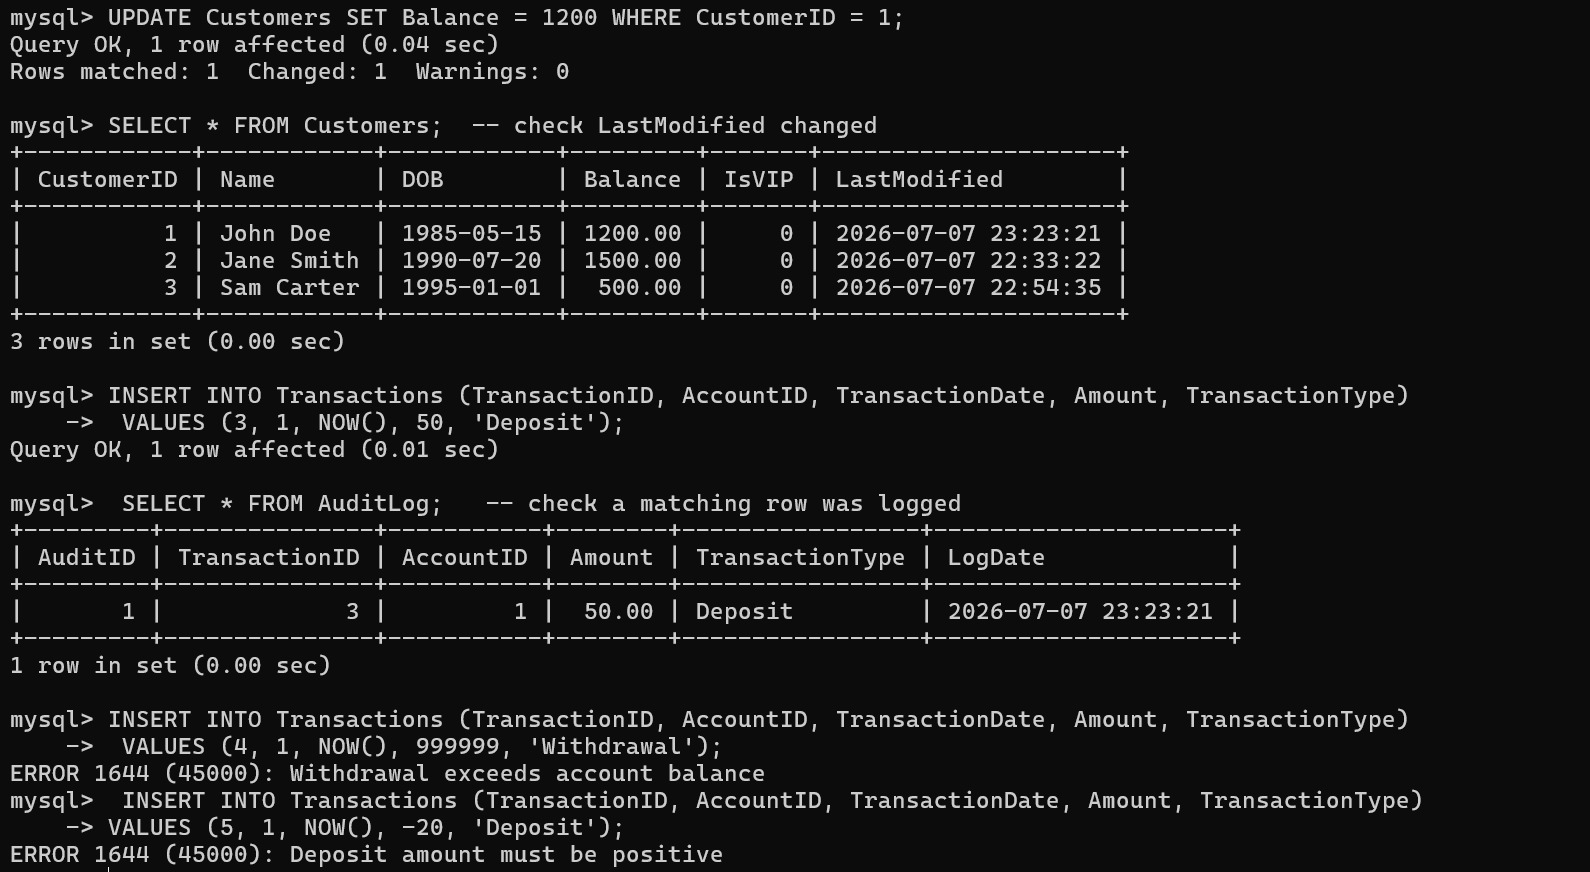 mysql> UPDATE Customers SET Balance = 1200 WHERE CustomerID = 1;
Query OK, 1 row affected (0.04 sec)
Rows matched: 1  Changed: 1  Warnings: 0

mysql> SELECT * FROM Customers;  -- check LastModified changed
+------------+------------+------------+---------+-------+---------------------+
| CustomerID | Name       | DOB        | Balance | IsVIP | LastModified        |
+------------+------------+------------+---------+-------+---------------------+
|          1 | John Doe   | 1985-05-15 | 1200.00 |     0 | 2026-07-07 23:23:21 |
|          2 | Jane Smith | 1990-07-20 | 1500.00 |     0 | 2026-07-07 22:33:22 |
|          3 | Sam Carter | 1995-01-01 |  500.00 |     0 | 2026-07-07 22:54:35 |
+------------+------------+------------+---------+-------+---------------------+
3 rows in set (0.00 sec)

mysql> INSERT INTO Transactions (TransactionID, AccountID, TransactionDate, Amount, TransactionType)
    ->  VALUES (3, 1, NOW(), 50, 'Deposit');
Query OK, 1 row affected (0.01 sec)

mysql>  SELECT * FROM AuditLog;   -- check a matching row was logged
+---------+---------------+-----------+--------+-----------------+---------------------+
| AuditID | TransactionID | AccountID | Amount | TransactionType | LogDate             |
+---------+---------------+-----------+--------+-----------------+---------------------+
|       1 |             3 |         1 |  50.00 | Deposit         | 2026-07-07 23:23:21 |
+---------+---------------+-----------+--------+-----------------+---------------------+
1 row in set (0.00 sec)

mysql> INSERT INTO Transactions (TransactionID, AccountID, TransactionDate, Amount, TransactionType)
    ->  VALUES (4, 1, NOW(), 999999, 'Withdrawal');
ERROR 1644 (45000): Withdrawal exceeds account balance
mysql>  INSERT INTO Transactions (TransactionID, AccountID, TransactionDate, Amount, TransactionType)
    -> VALUES (5, 1, NOW(), -20, 'Deposit');
ERROR 1644 (45000): Deposit amount must be positive